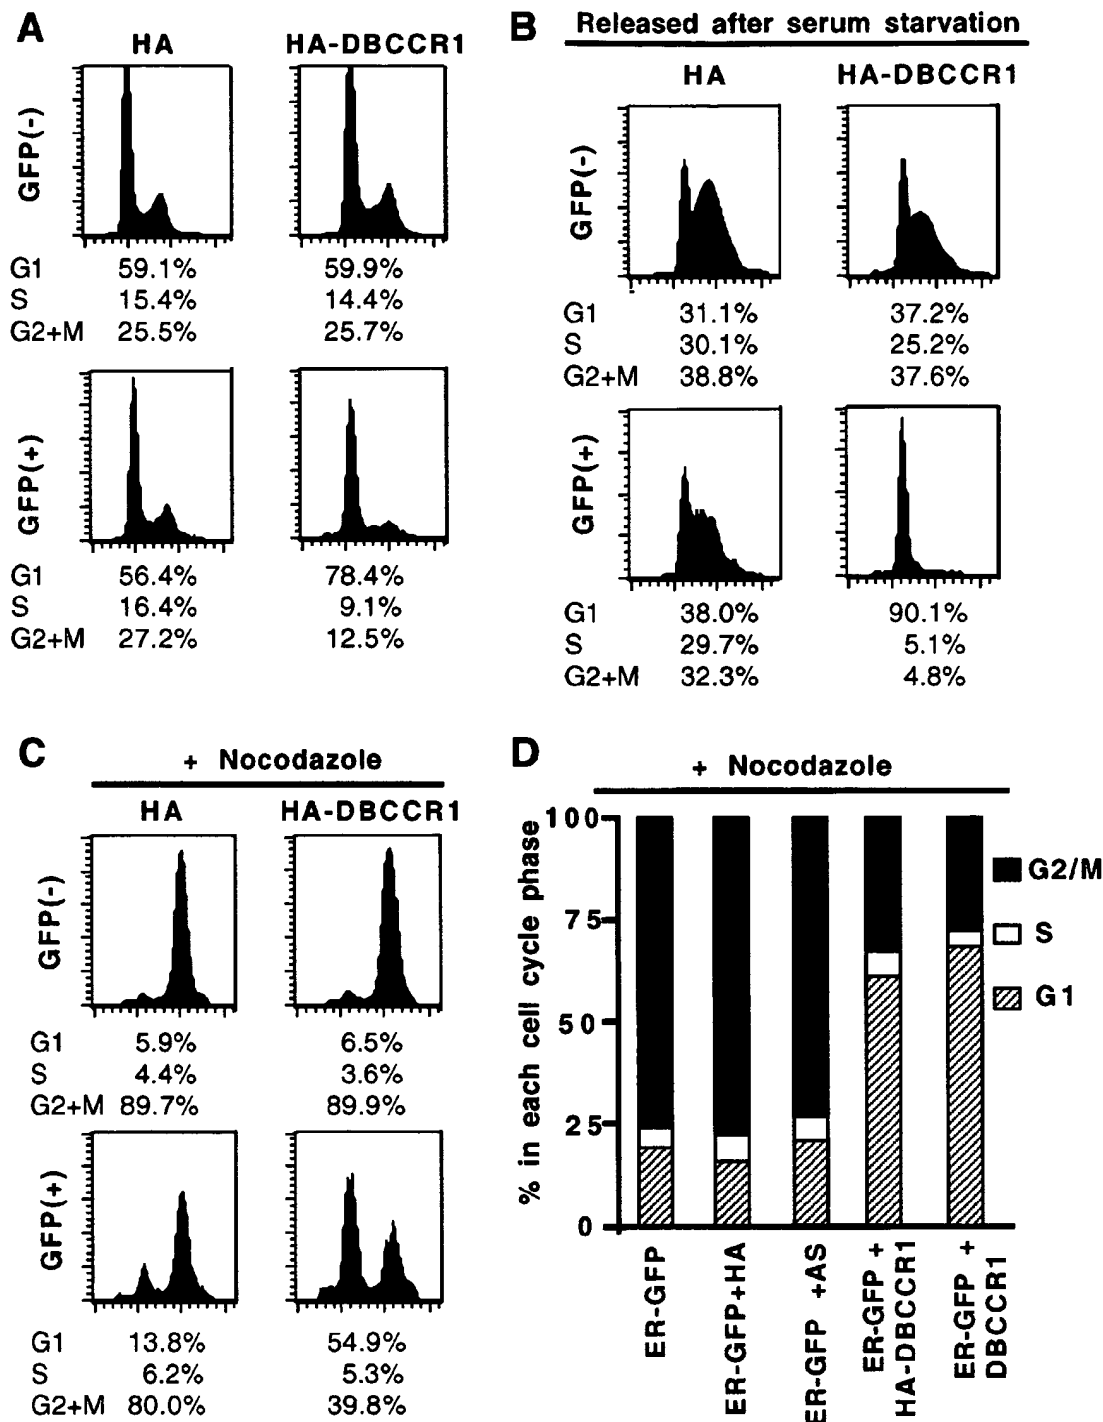 A
HA HA-DBCCR1
GFP(-)
G1 59.1% 59.9%
S 15.4% 14.4%
G2+M 25.5% 25.7%
GFP(+)
G1 56.4% 78.4%
S 16.4% 9.1%
G2+M 27.2% 12.5%
B
Released after serum starvation
HA HA-DBCCR1
GFP(-)
G1 31.1% 37.2%
S 30.1% 25.2%
G2+M 38.8% 37.6%
GFP(+)
G1 38.0% 90.1%
S 29.7% 5.1%
G2+M 32.3% 4.8%
C
+ Nocodazole
HA HA-DBCCR1
GFP(-)
G1 5.9% 6.5%
S 4.4% 3.6%
G2+M 89.7% 89.9%
GFP(+)
G1 13.8% 54.9%
S 6.2% 5.3%
G2+M 80.0% 39.8%
D
+ Nocodazole
% in each cell cycle phase
100
75
50
25
0
G2/M
S
G1
ER-GFP
ER-GFP+HA
ER-GFP +AS
ER-GFP +
HA-DBCCR1
ER-GFP +
DBCCR1